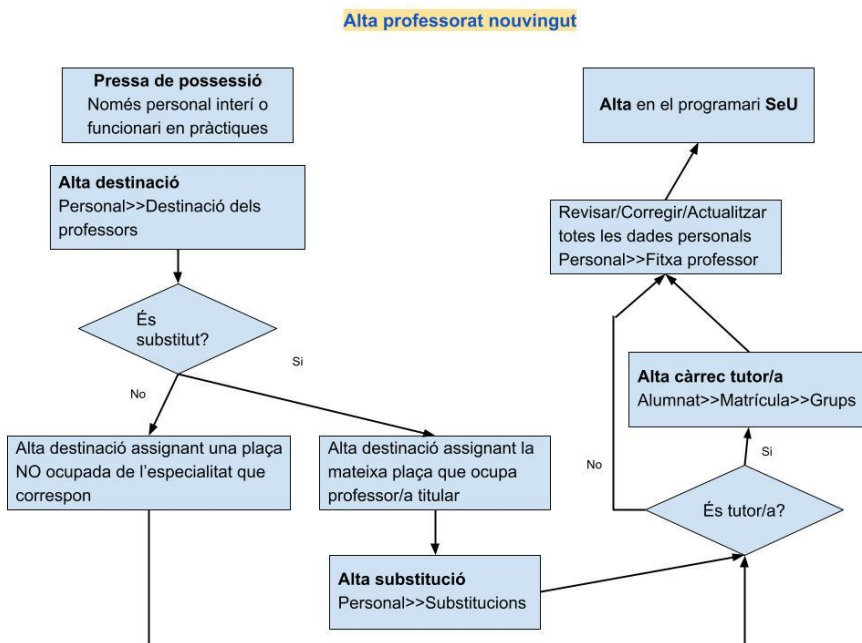 Alta professorat nouvingut
Pressa de possessió
Només personal interí o
funcionari en pràctiques
Alta destinació
Personal>>Destinació dels
professors
És
substitut?
No
Si
Alta destinació assignant una plaça
NO ocupada de l'especialitat que
correspon
Alta destinació assignant la
mateixa plaça que ocupa
professor/a titular
Alta substitució
Personal>>Substitucions
És tutor/a?
No
Si
Alta càrrec tutor/a
Alumnat>>Matrícula>>Grups
Revisar/Corregir/Actualitzar
totes les dades personals
Personal>>Fitxa professor
Alta en el programari SeU